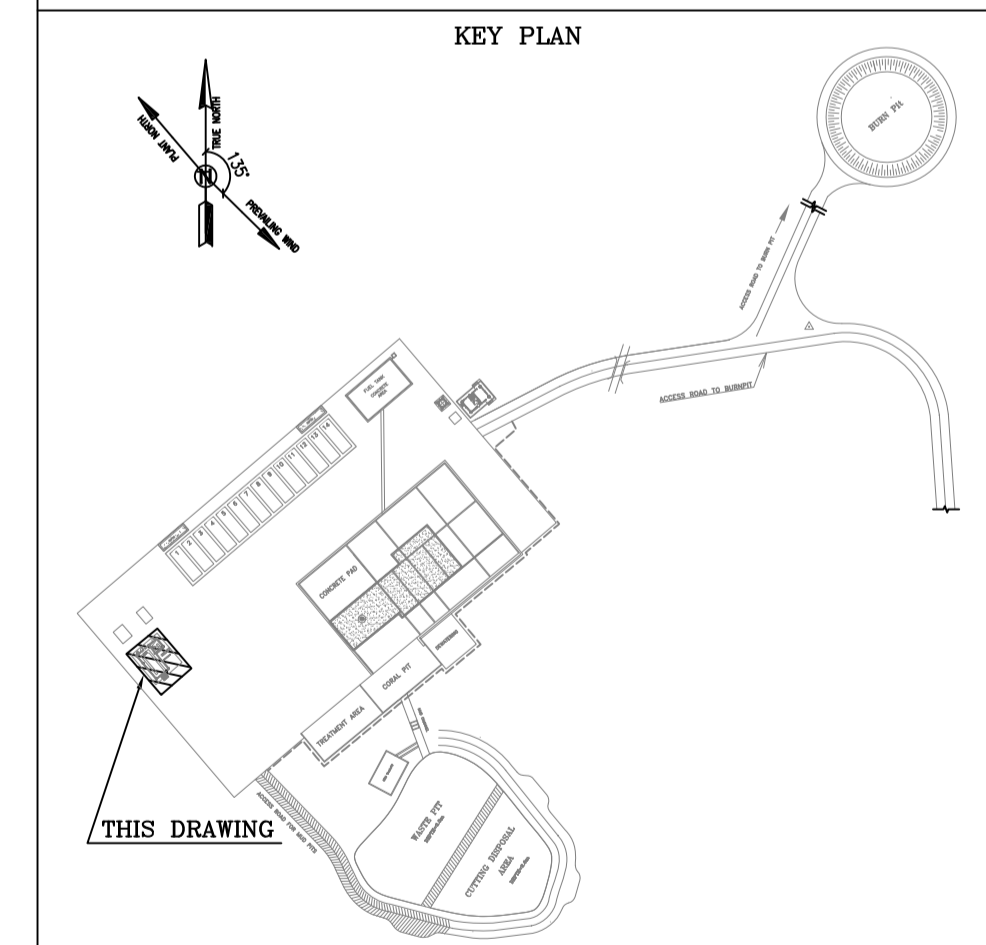 KEY PLAN
TRUE NORTH
PLANT NORTH
135°
PREVAILING WIND
BURN Pit
ACCESS ROAD TO BURN PIT
ACCESS ROAD TO BURNPIT
FUEL TANK
CONCRETE
AREA
1
2
3
4
5
6
7
8
9
10
11
12
13
14
CONCRETE PAD
DEWATERING
CORAL PIT
TREATMENT AREA
ACCESS ROAD FOR MUD PITS
WASTE PIT
CUTTING DISPOSAL
AREA
THIS DRAWING